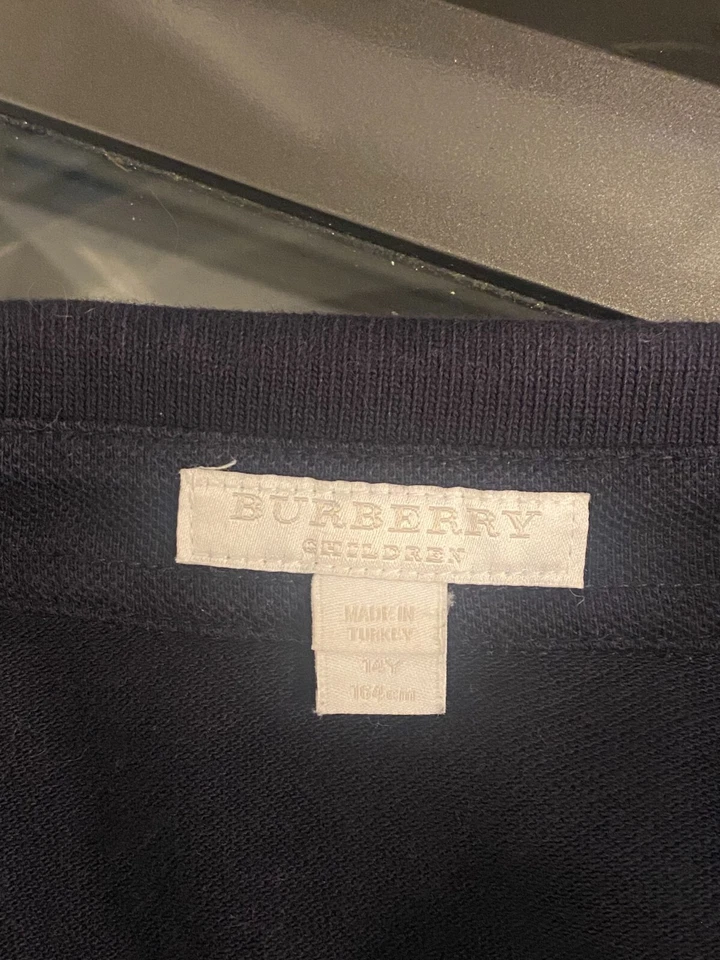 BURBERRY
CHILDREN
MADE IN
TURKEY
14Y
164cm